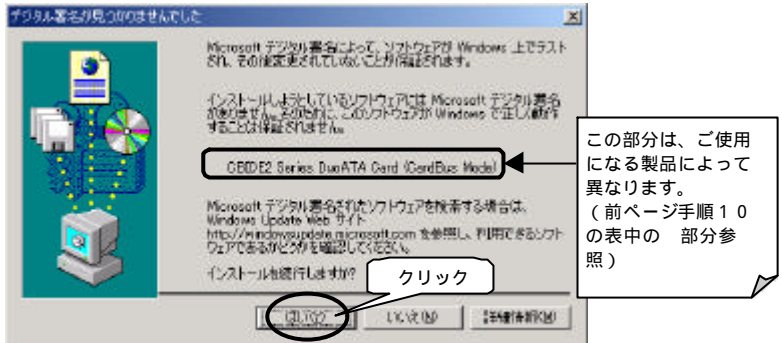 デジタル署名が見つかりませんでした
Microsoft デジタル署名によって、ソフトウェアが Windows 上でテスト
され、その後変更されていないことが保証されます。
インストールしようとしているソフトウェアには Microsoft デジタル署名
がありません。そのために、このソフトウェアが Windows で正しく動作
することは保証されません。
CBIDE2 Series DuoATA Card (CardBus Mode)
Microsoft デジタル署名されたソフトウェアを検索する場合は、
Windows Update Web サイト
http://windowsupdate.microsoft.com を参照し、利用できるソフト
ウェアであるかどうかを確認してください。
インストールを続行しますか?
クリック
はい(Y)
いいえ(N)
詳細情報(M)
この部分は、ご使用
になる製品によって
異なります。
(前ページ手順10
の表中の 部分参
照)